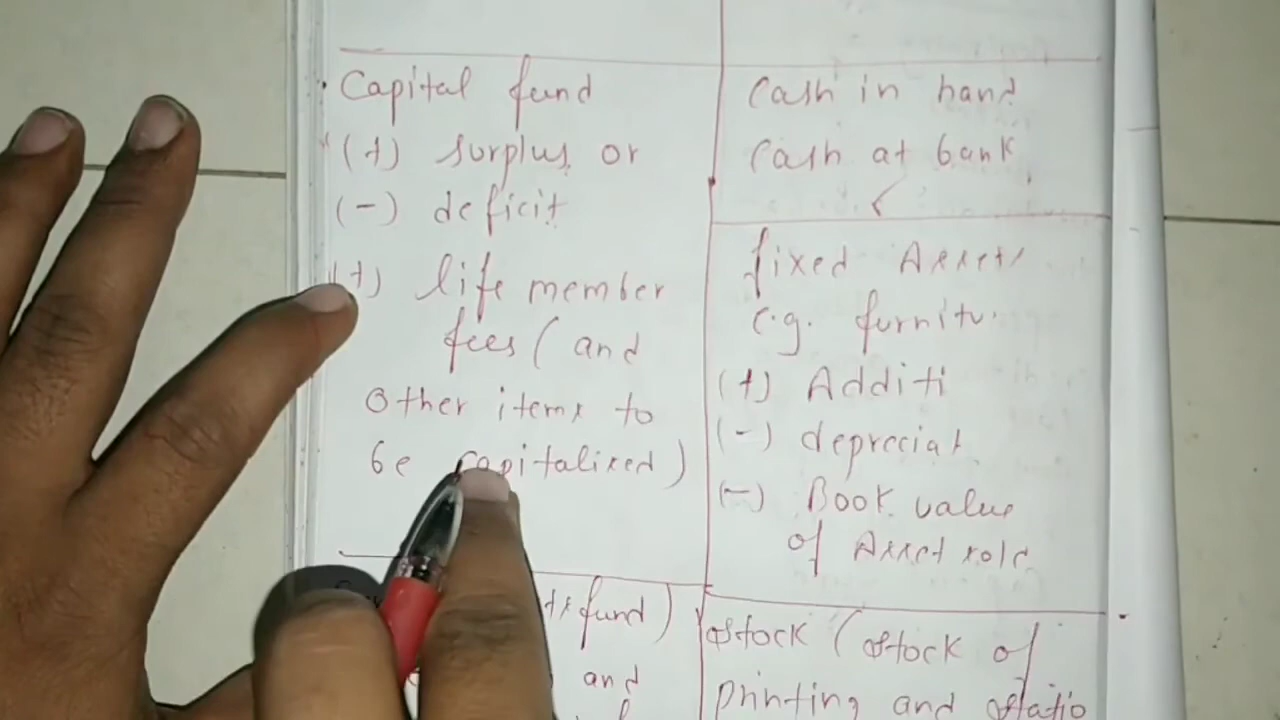 Capital fund
(+) surplus or
(-) deficit
(+) life member
fees (and
other items to
be capitalized)
fund)
and
Cash in hand
Cash at bank
fixed Assets
e.g. furnitu.
(+) Additi
(-) depreciat
(-) Book value
of Asset sold
stock (stock of
printing and statio